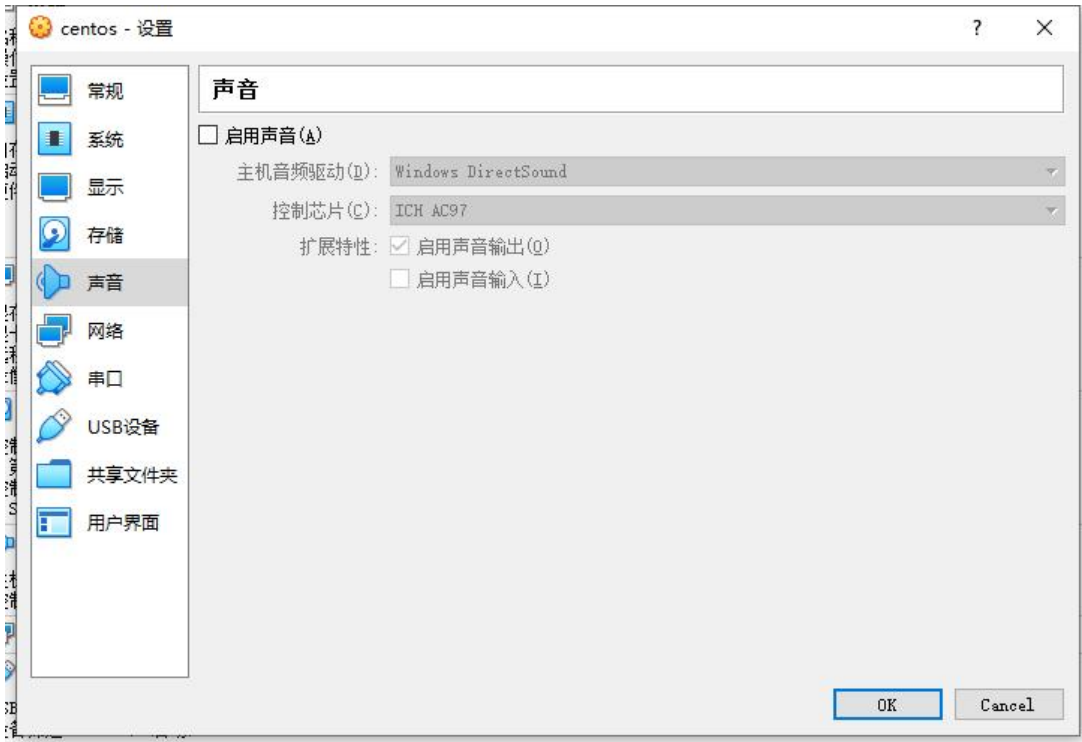 centos - 设置
?
常规
系统
显示
存储
声音
网络
串口
USB设备
共享文件夹
用户界面
声音
启用声音(A)
主机音频驱动(D): Windows DirectSound
控制芯片(C): ICH AC97
扩展特性: 启用声音输出(O)
启用声音输入(I)
OK Cancel